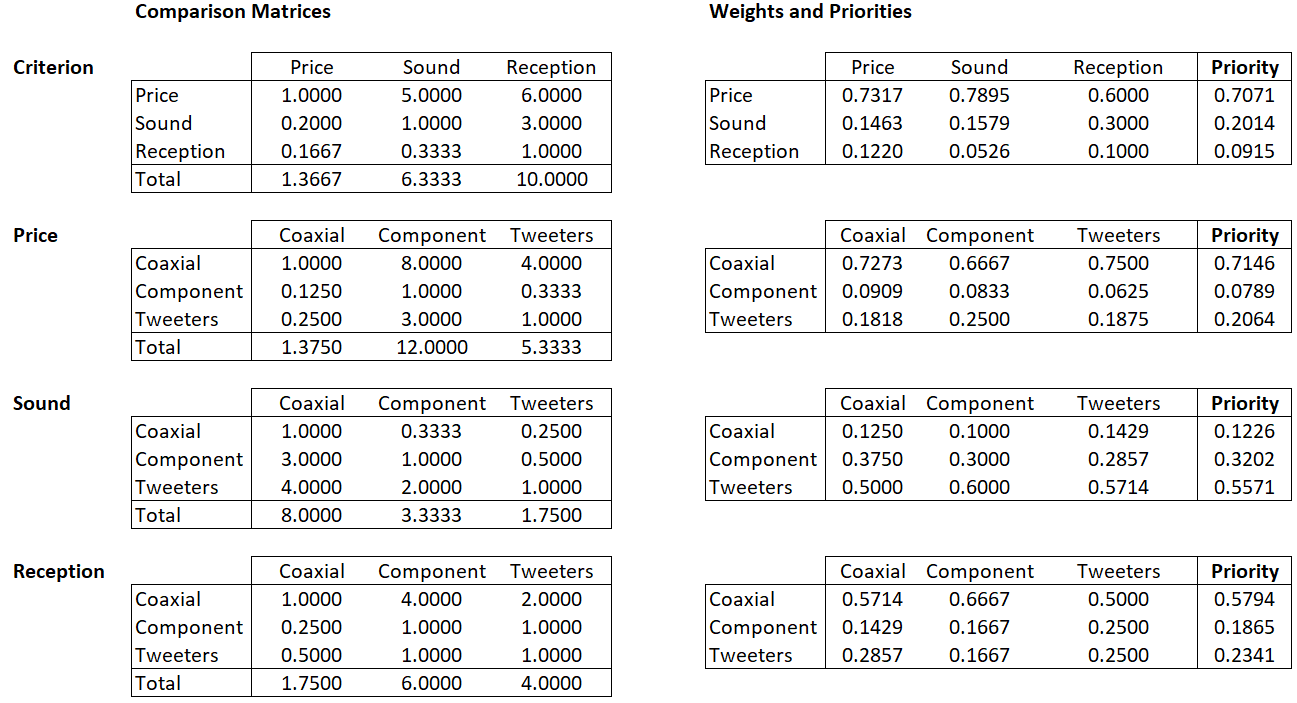 Comparison Matrices Weights and Priorities
Criterion Price Sound Reception Price Sound Reception Priority
Price 1.0000 5.0000 6.0000 Price 0.7317 0.7895 0.6000 0.7071
Sound 0.2000 1.0000 3.0000 Sound 0.1463 0.1579 0.3000 0.2014
Reception 0.1667 0.3333 1.0000 Reception 0.1220 0.0526 0.1000 0.0915
Total 1.3667 6.3333 10.0000
Price Coaxial Component Tweeters Coaxial Component Tweeters Priority
Coaxial 1.0000 8.0000 4.0000 Coaxial 0.7273 0.6667 0.7500 0.7146
Component 0.1250 1.0000 0.3333 Component 0.0909 0.0833 0.0625 0.0789
Tweeters 0.2500 3.0000 1.0000 Tweeters 0.1818 0.2500 0.1875 0.2064
Total 1.3750 12.0000 5.3333
Sound Coaxial Component Tweeters Coaxial Component Tweeters Priority
Coaxial 1.0000 0.3333 0.2500 Coaxial 0.1250 0.1000 0.1429 0.1226
Component 3.0000 1.0000 0.5000 Component 0.3750 0.3000 0.2857 0.3202
Tweeters 4.0000 2.0000 1.0000 Tweeters 0.5000 0.6000 0.5714 0.5571
Total 8.0000 3.3333 1.7500
Reception Coaxial Component Tweeters Coaxial Component Tweeters Priority
Coaxial 1.0000 4.0000 2.0000 Coaxial 0.5714 0.6667 0.5000 0.5794
Component 0.2500 1.0000 1.0000 Component 0.1429 0.1667 0.2500 0.1865
Tweeters 0.5000 1.0000 1.0000 Tweeters 0.2857 0.1667 0.2500 0.2341
Total 1.7500 6.0000 4.0000